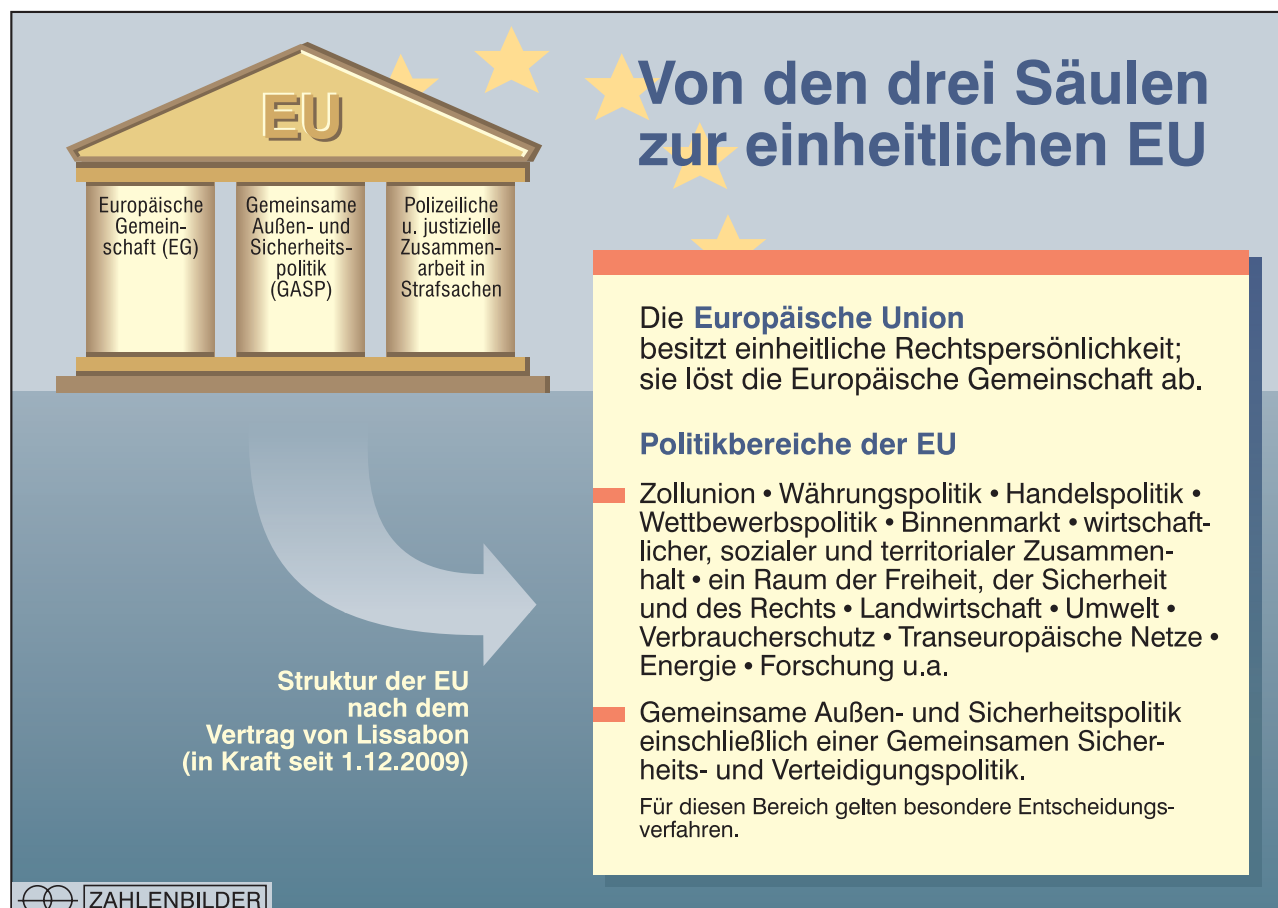 EU
Von den drei Säulen
zur einheitlichen EU
Europäische
Gemein-
schaft (EG)
Gemeinsame
Außen- und
Sicherheits-
politik
(GASP)
Polizeiliche
u. justizielle
Zusammen-
arbeit in
Strafsachen
Die Europäische Union
besitzt einheitliche Rechtspersönlichkeit;
sie löst die Europäische Gemeinschaft ab.
Politikbereiche der EU
Zollunion • Währungspolitik • Handelspolitik •
Wettbewerbspolitik • Binnenmarkt • wirtschaft-
licher, sozialer und territorialer Zusammen-
halt • ein Raum der Freiheit, der Sicherheit
und des Rechts • Landwirtschaft • Umwelt •
Verbraucherschutz • Transeuropäische Netze •
Energie • Forschung u.a.
Gemeinsame Außen- und Sicherheitspolitik
einschließlich einer Gemeinsamen Sicher-
heits- und Verteidigungspolitik.
Für diesen Bereich gelten besondere Entscheidungs-
verfahren.
Struktur der EU
nach dem
Vertrag von Lissabon
(in Kraft seit 1.12.2009)
ZAHLENBILDER